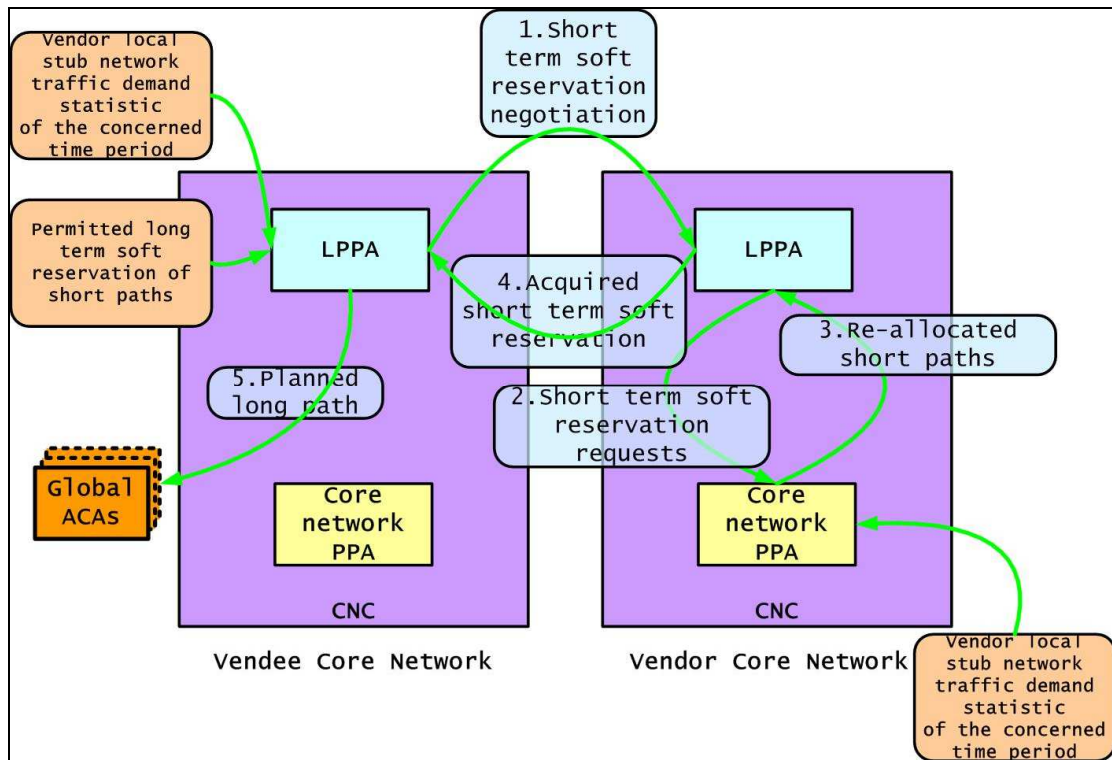 Vendor local
stub network
traffic demand
statistic
of the concerned
time period
1.Short
term soft
reservation
negotiation
Permitted long
term soft
reservation of
short paths
LPPA
LPPA
4.Acquired
short term soft
reservation
3.Re-allocated
short paths
5.Planned
long path
2.Short term soft
reservation
requests
Global
ACAs
Core
network
PPA
Core
network
PPA
CNC
CNC
Vendee Core Network
Vendor Core Network
Vendor local
stub network
traffic demand
statistic
of the concerned
time period